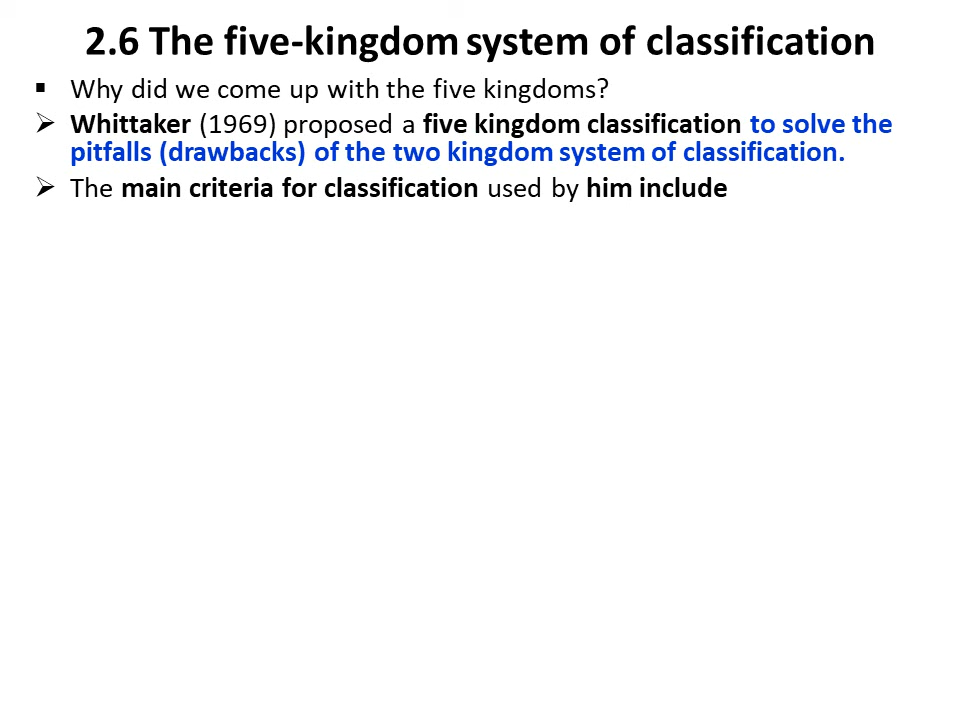 2.6 The five-kingdom system of classification
▪ Why did we come up with the five kingdoms?
➢ Whittaker (1969) proposed a five kingdom classification to solve the
pitfalls (drawbacks) of the two kingdom system of classification.
➢ The main criteria for classification used by him include